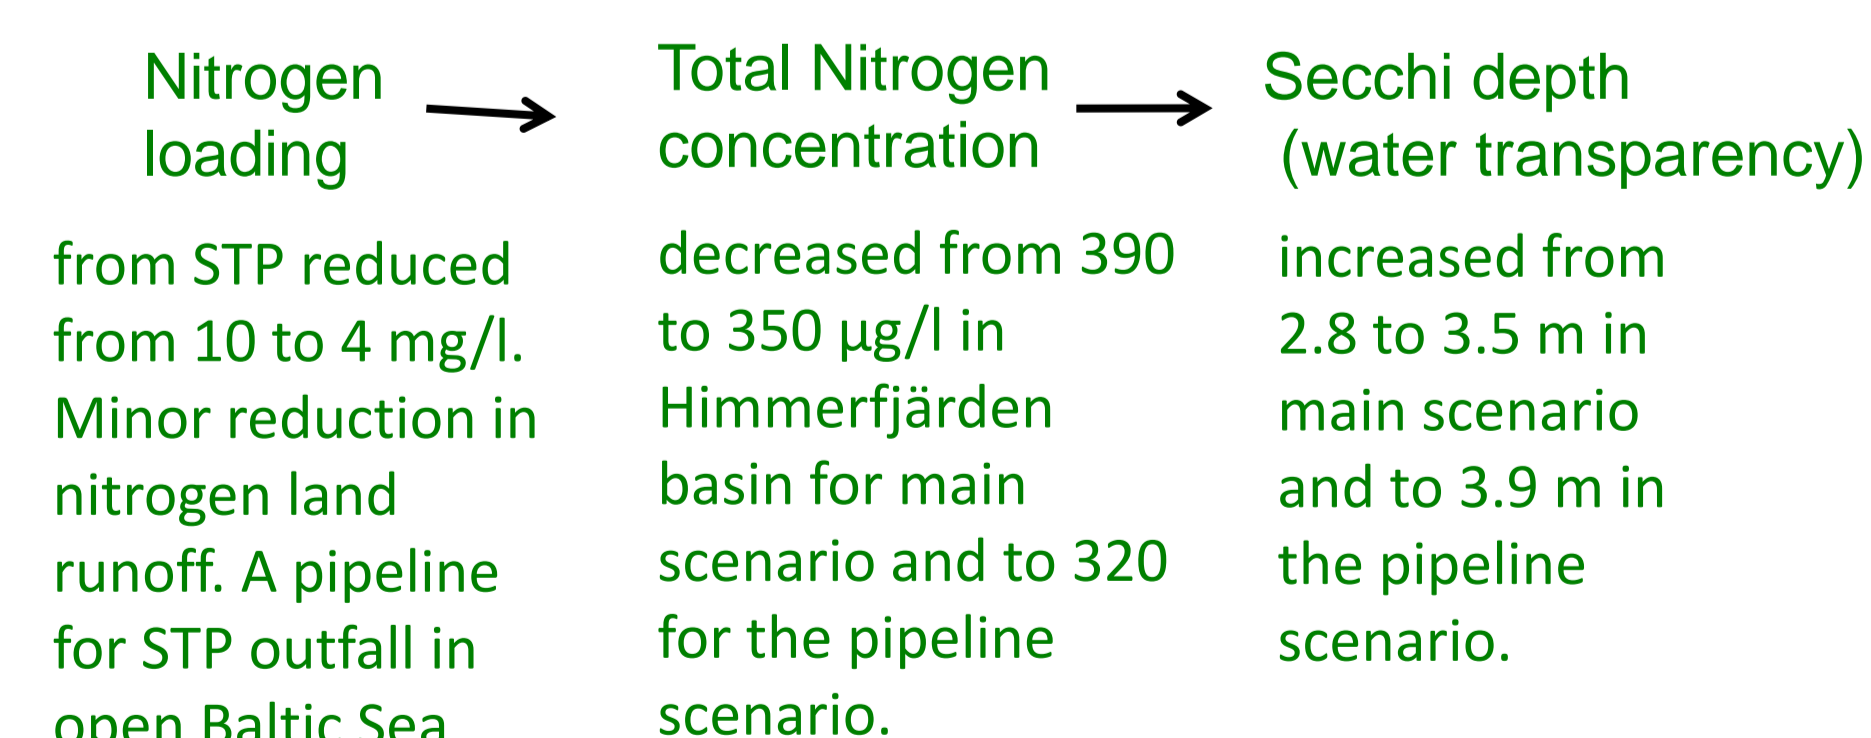 Nitrogen
loading
from STP reduced
from 10 to 4 mg/l.
Minor reduction in
nitrogen land
runoff. A pipeline
for STP outfall in
open Baltic Sea
Total Nitrogen
concentration
decreased from 390
to 350 µg/l in
Himmerfjärden
basin for main
scenario and to 320
for the pipeline
scenario.
Secchi depth
(water transparency)
increased from
2.8 to 3.5 m in
main scenario
and to 3.9 m in
the pipeline
scenario.